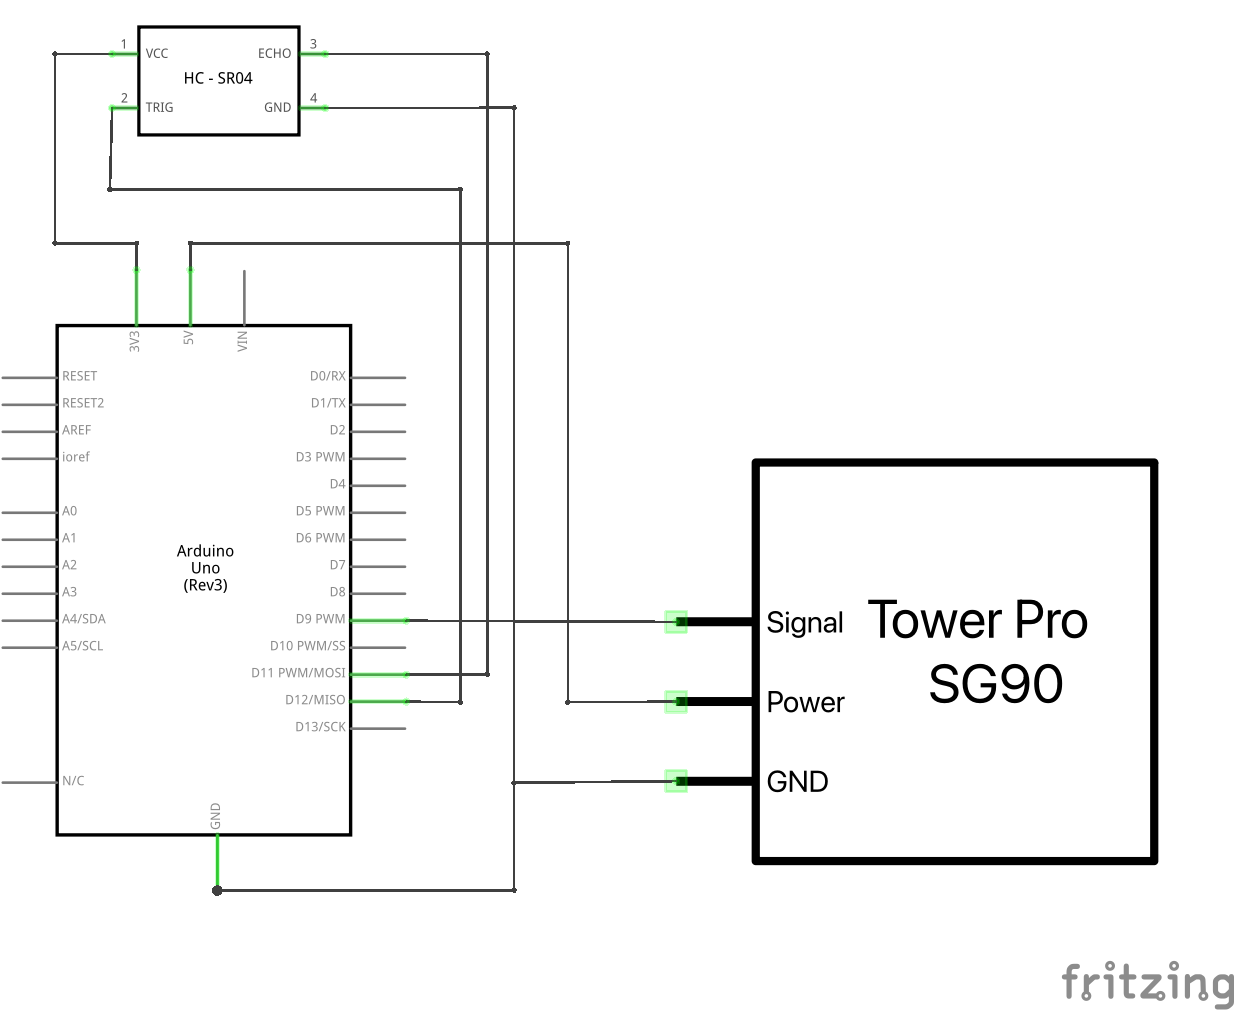 1
VCC
ECHO
3
HC - SR04
2
TRIG
GND
4
3V3
5V
VIN
RESET
D0/RX
RESET2
D1/TX
AREF
D2
ioref
D3 PWM
D4
A0
D5 PWM
A1
D6 PWM
Arduino
Uno
(Rev3)
A2
D7
A3
D8
A4/SDA
D9 PWM
A5/SCL
D10 PWM/SS
D11 PWM/MOSI
D12/MISO
D13/SCK
N/C
GND
Signal
Tower Pro
SG90
Power
GND
fritzing